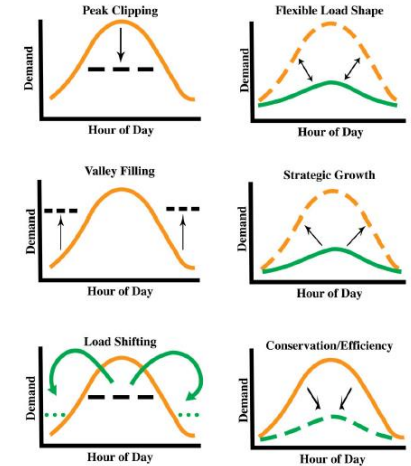 Peak Clipping
Demand
Hour of Day
Flexible Load Shape
Demand
Hour of Day
Valley Filling
Demand
Hour of Day
Strategic Growth
Demand
Hour of Day
Load Shifting
Demand
Hour of Day
Conservation/Efficiency
Demand
Hour of Day